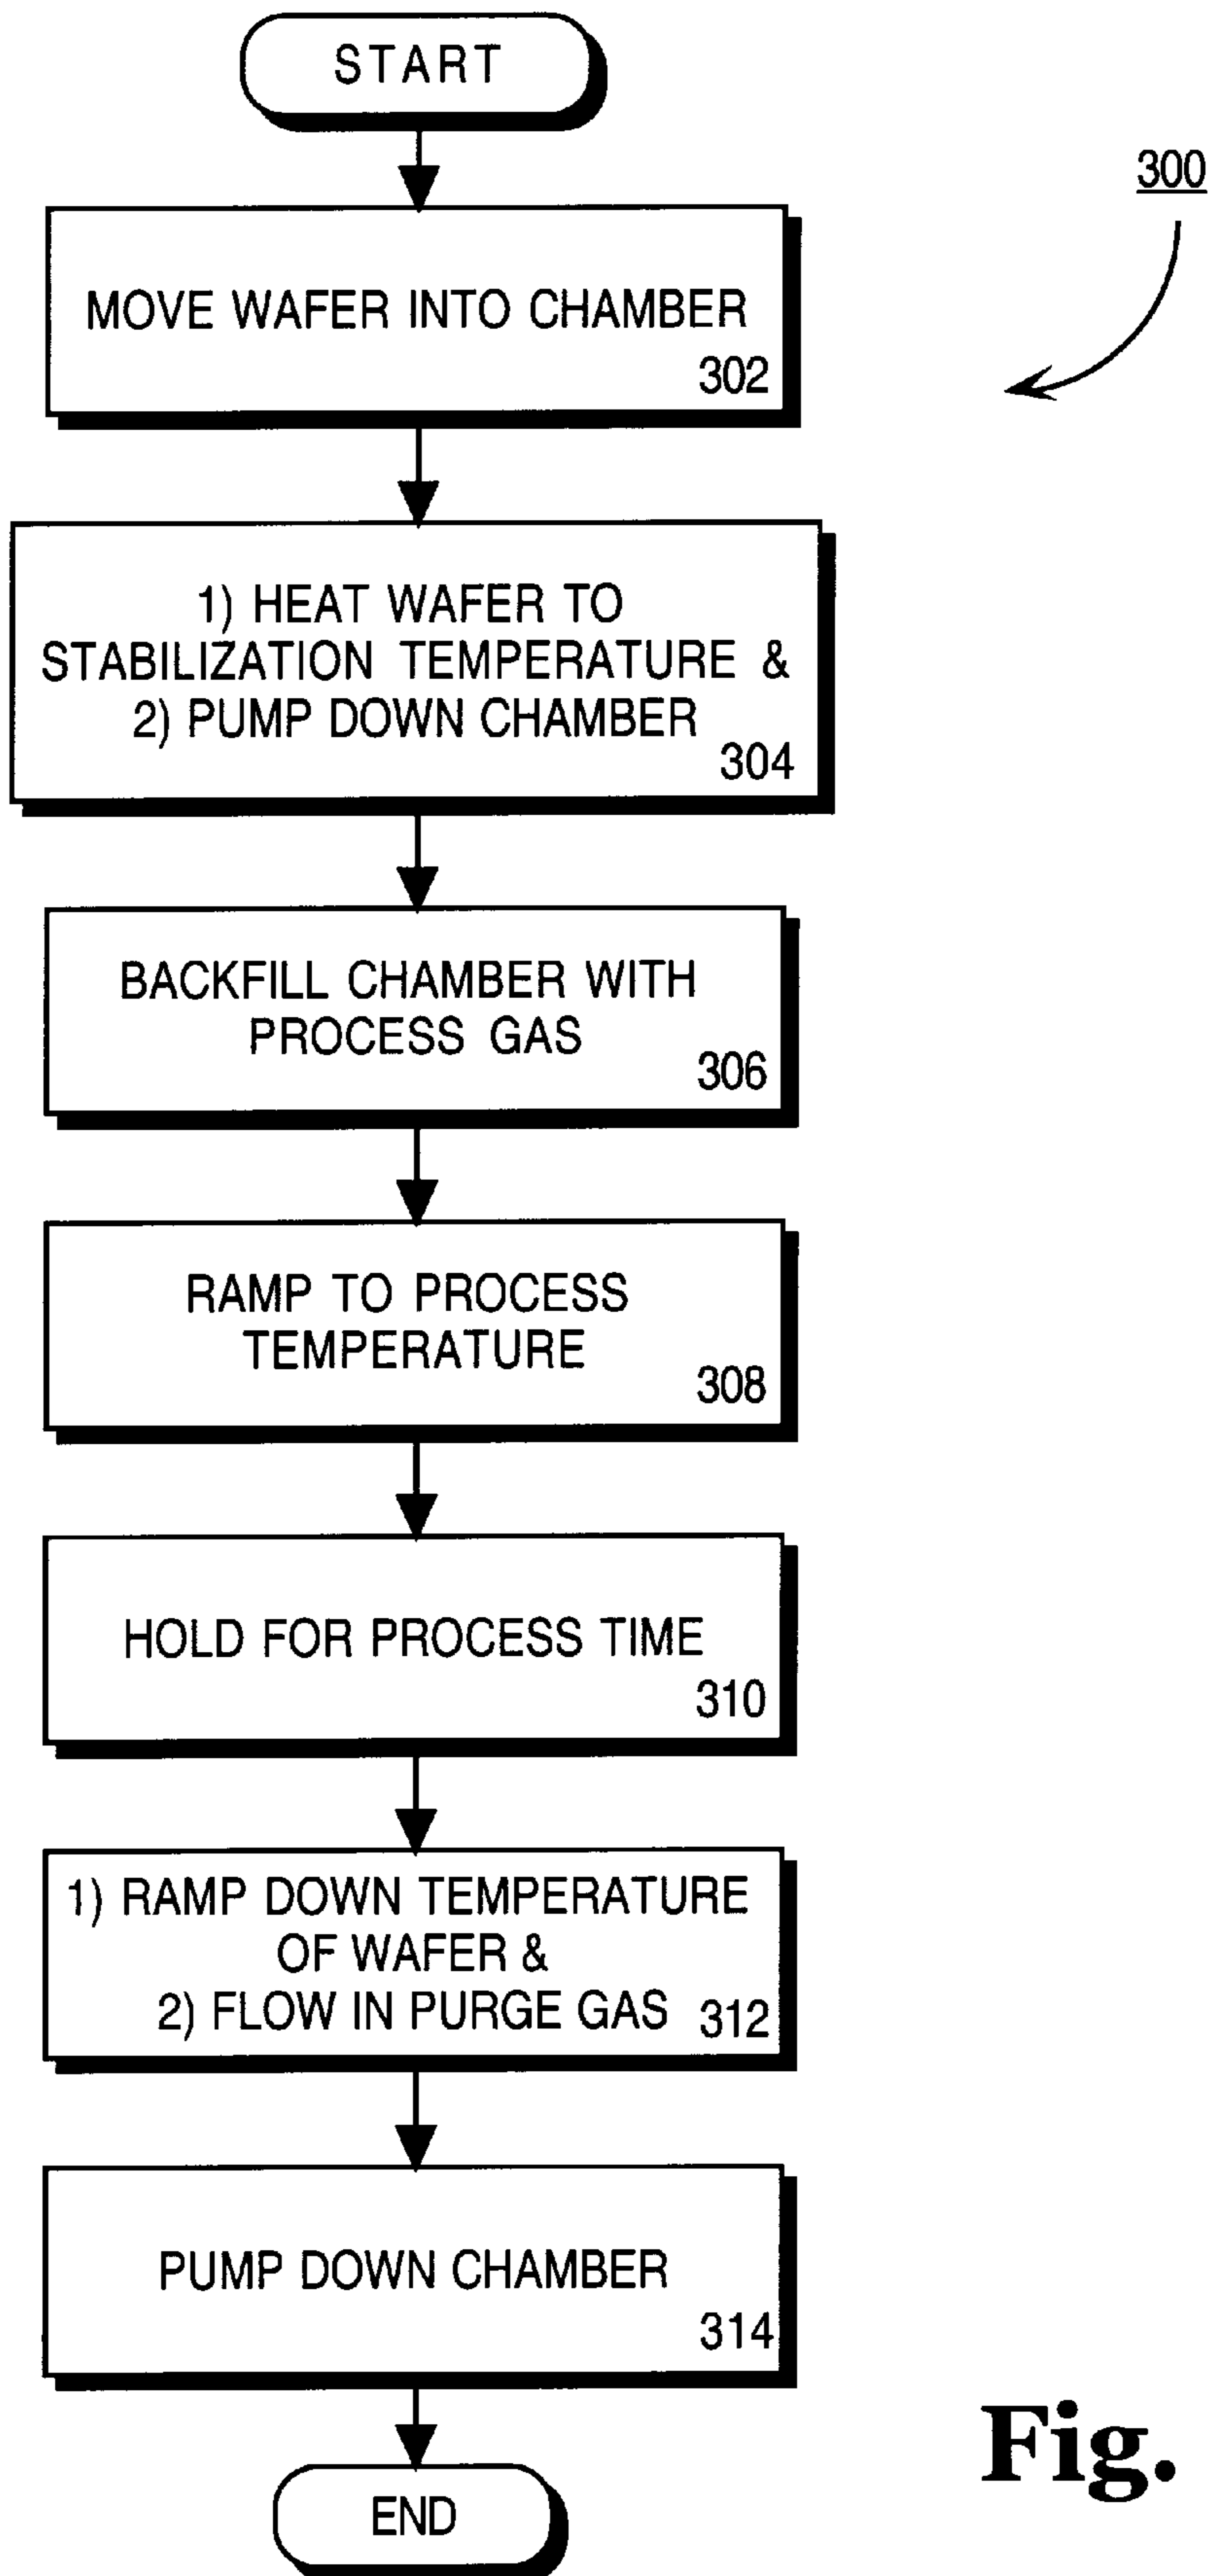 START
300
MOVE WAFER INTO CHAMBER
302
1) HEAT WAFER TO
STABILIZATION TEMPERATURE &
2) PUMP DOWN CHAMBER
304
BACKFILL CHAMBER WITH
PROCESS GAS
306
RAMP TO PROCESS
TEMPERATURE
308
HOLD FOR PROCESS TIME
310
1) RAMP DOWN TEMPERATURE
OF WAFER &
2) FLOW IN PURGE GAS 312
PUMP DOWN CHAMBER
314
Fig.
END